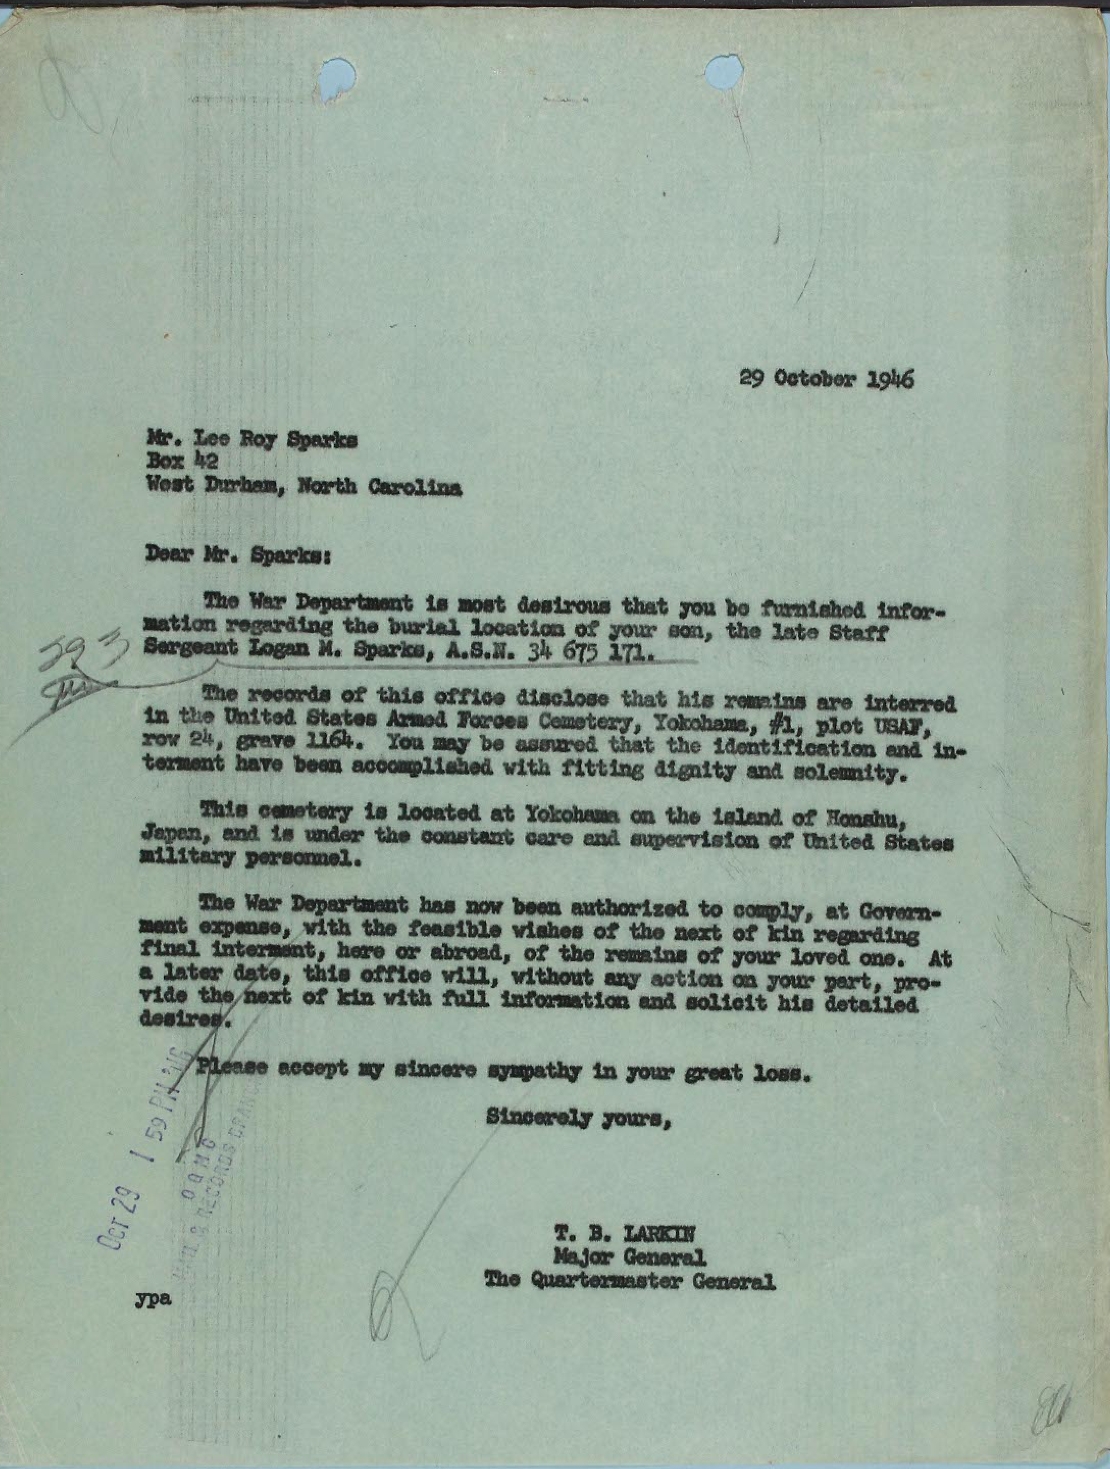 29 October 1946
Mr. Lee Roy Sparks
Box 42
West Durham, North Carolina
Dear Mr. Sparks:
The War Department is most desirous that you be furnished infor-
mation regarding the burial location of your son, the late Staff
Sergeant Logan M. Sparks, A.S.N. 34 675 171.
293
The records of this office disclose that his remains are interred
in the United States Armed Forces Cemetery, Yokohama, #1, plot USAF,
row 24, grave 1164. You may be assured that the identification and in-
terment have been accomplished with fitting dignity and solemnity.
This cemetery is located at Yokohama on the island of Honshu,
Japan, and is under the constant care and supervision of United States
military personnel.
The War Department has now been authorized to comply, at Govern-
ment expense, with the feasible wishes of the next of kin regarding
final interment, here or abroad, of the remains of your loved one. At
a later date, this office will, without any action on your part, pro-
vide the next of kin with full information and solicit his detailed
desires.
Please accept my sincere sympathy in your great loss.
Sincerely yours,
T. B. LARKIN
Major General
The Quartermaster General
ypa
OCT 29 1 59 PM
O Q M G
RECORDS